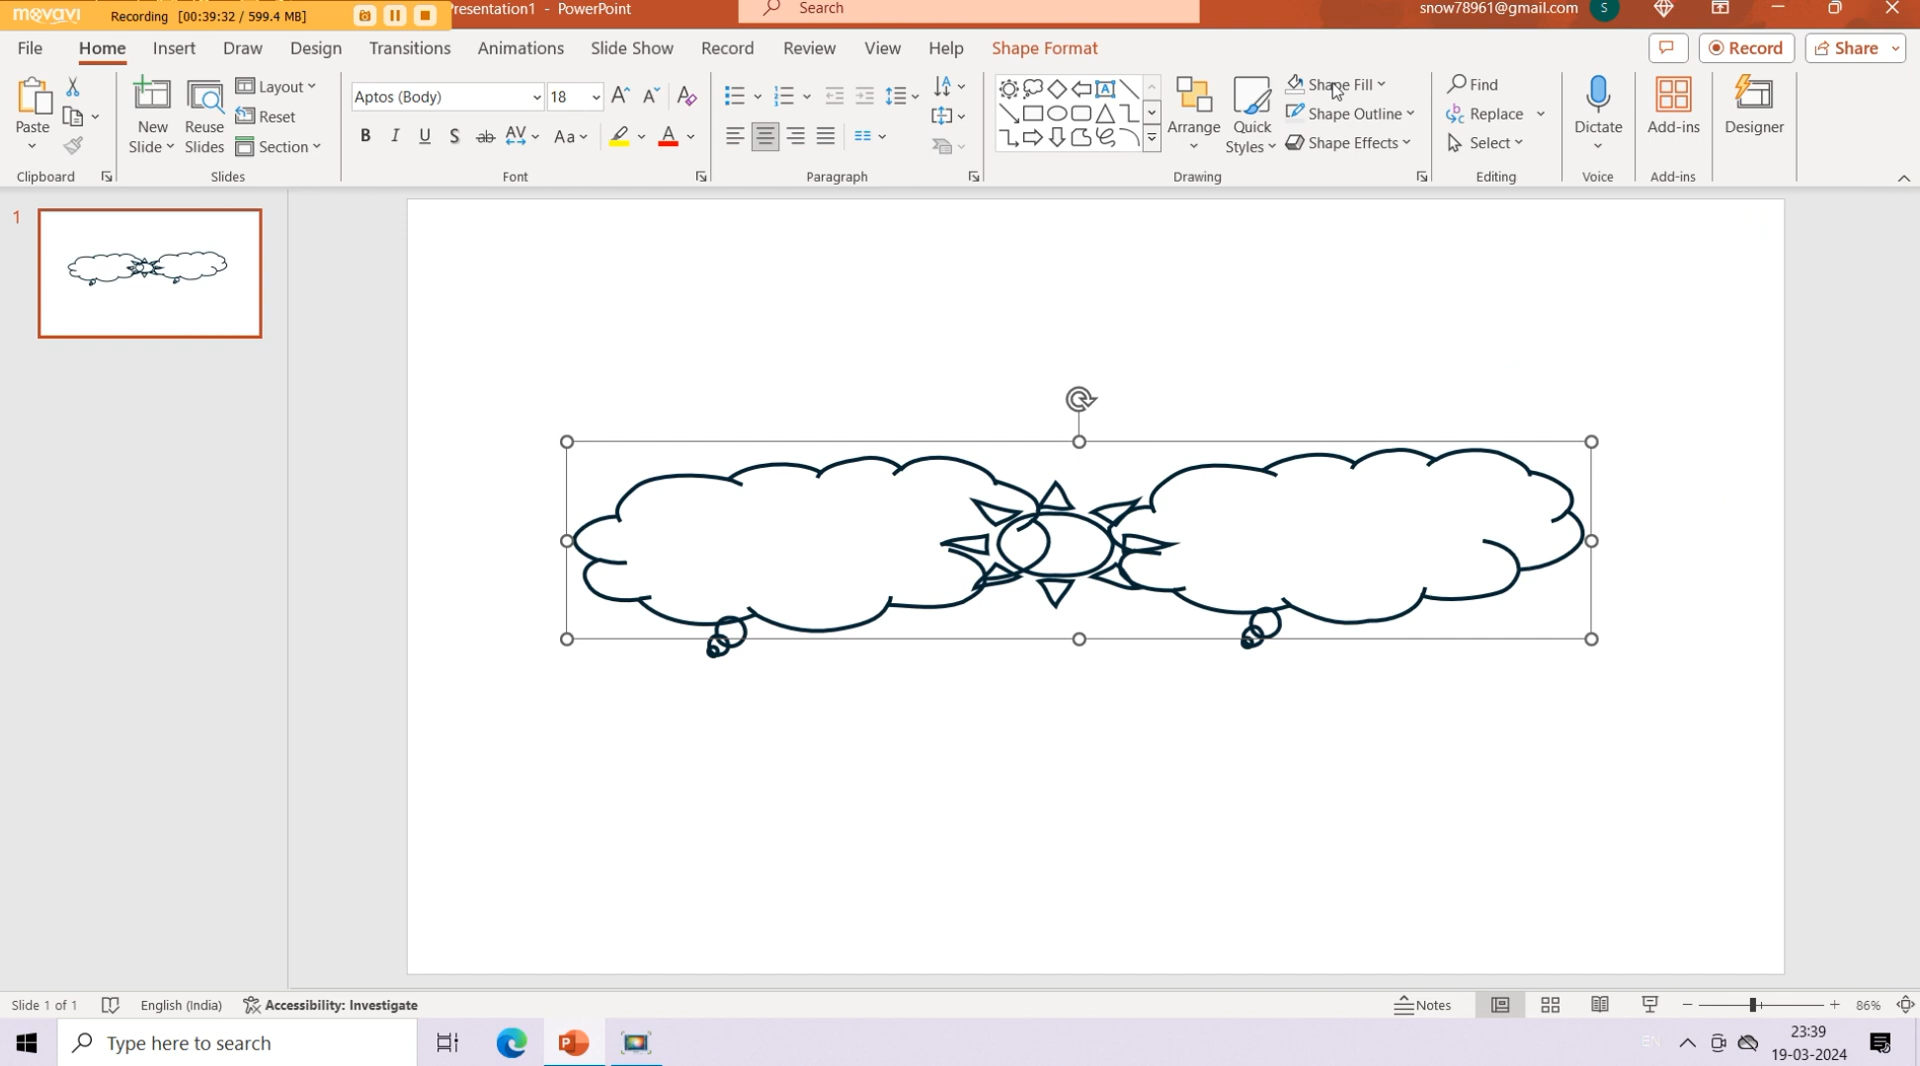 movavi Recording [00:39:32 / 599.4 MB] Presentation1 - PowerPoint Search snow78961@gmail.com S
File Home Insert Draw Design Transitions Animations Slide Show Record Review View Help Shape Format Record Share
Paste New Slide Reuse Slides Layout Reset Section
Aptos (Body) 18
B I U S ab AV Aa A
Arrange Quick Styles Shape Fill Shape Outline Shape Effects
Find Replace Select
Dictate Add-ins Designer
Clipboard Slides Font Paragraph Drawing Editing Voice Add-ins
1
Slide 1 of 1 English (India) Accessibility: Investigate Notes 86%
Type here to search EN 23:39
19-03-2024